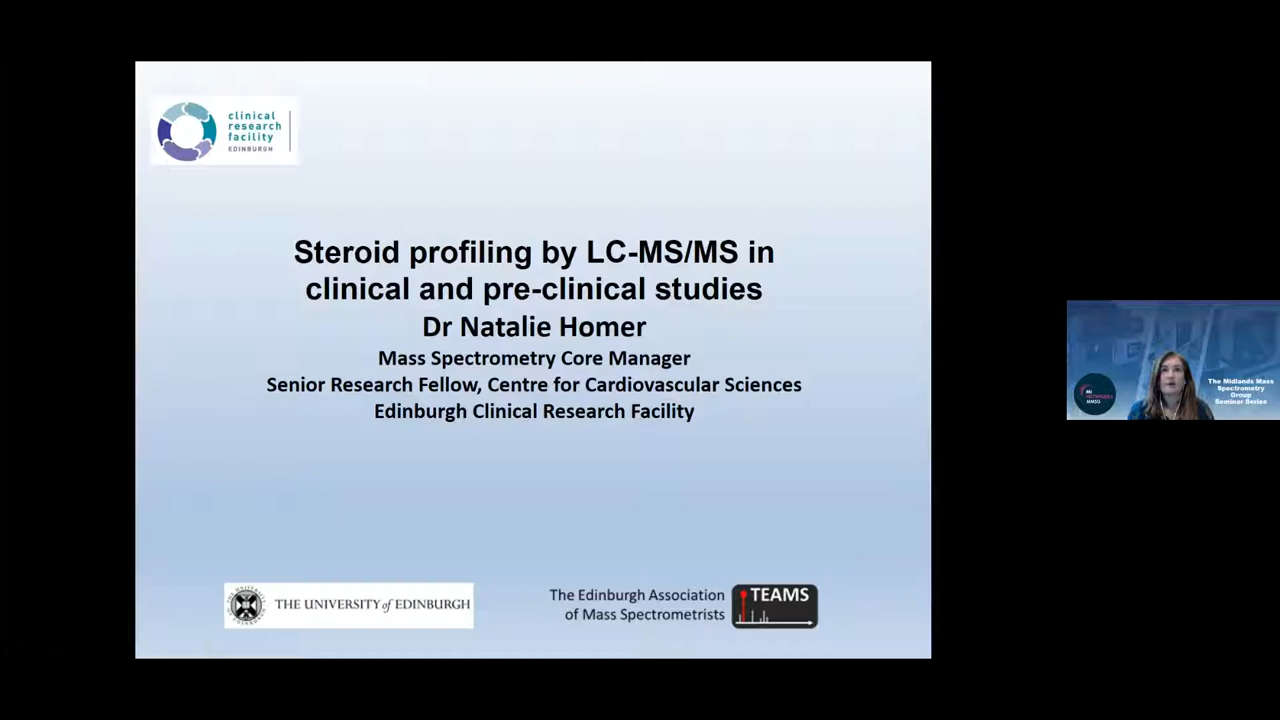 clinical
research
facility
EDINBURGH
Steroid profiling by LC-MS/MS in
clinical and pre-clinical studies
Dr Natalie Homer
Mass Spectrometry Core Manager
Senior Research Fellow, Centre for Cardiovascular Sciences
Edinburgh Clinical Research Facility
THE UNIVERSITY of EDINBURGH
The Edinburgh Association
of Mass Spectrometrists
TEAMS
The Midlands Mass
Spectrometry
Group
Seminar Series